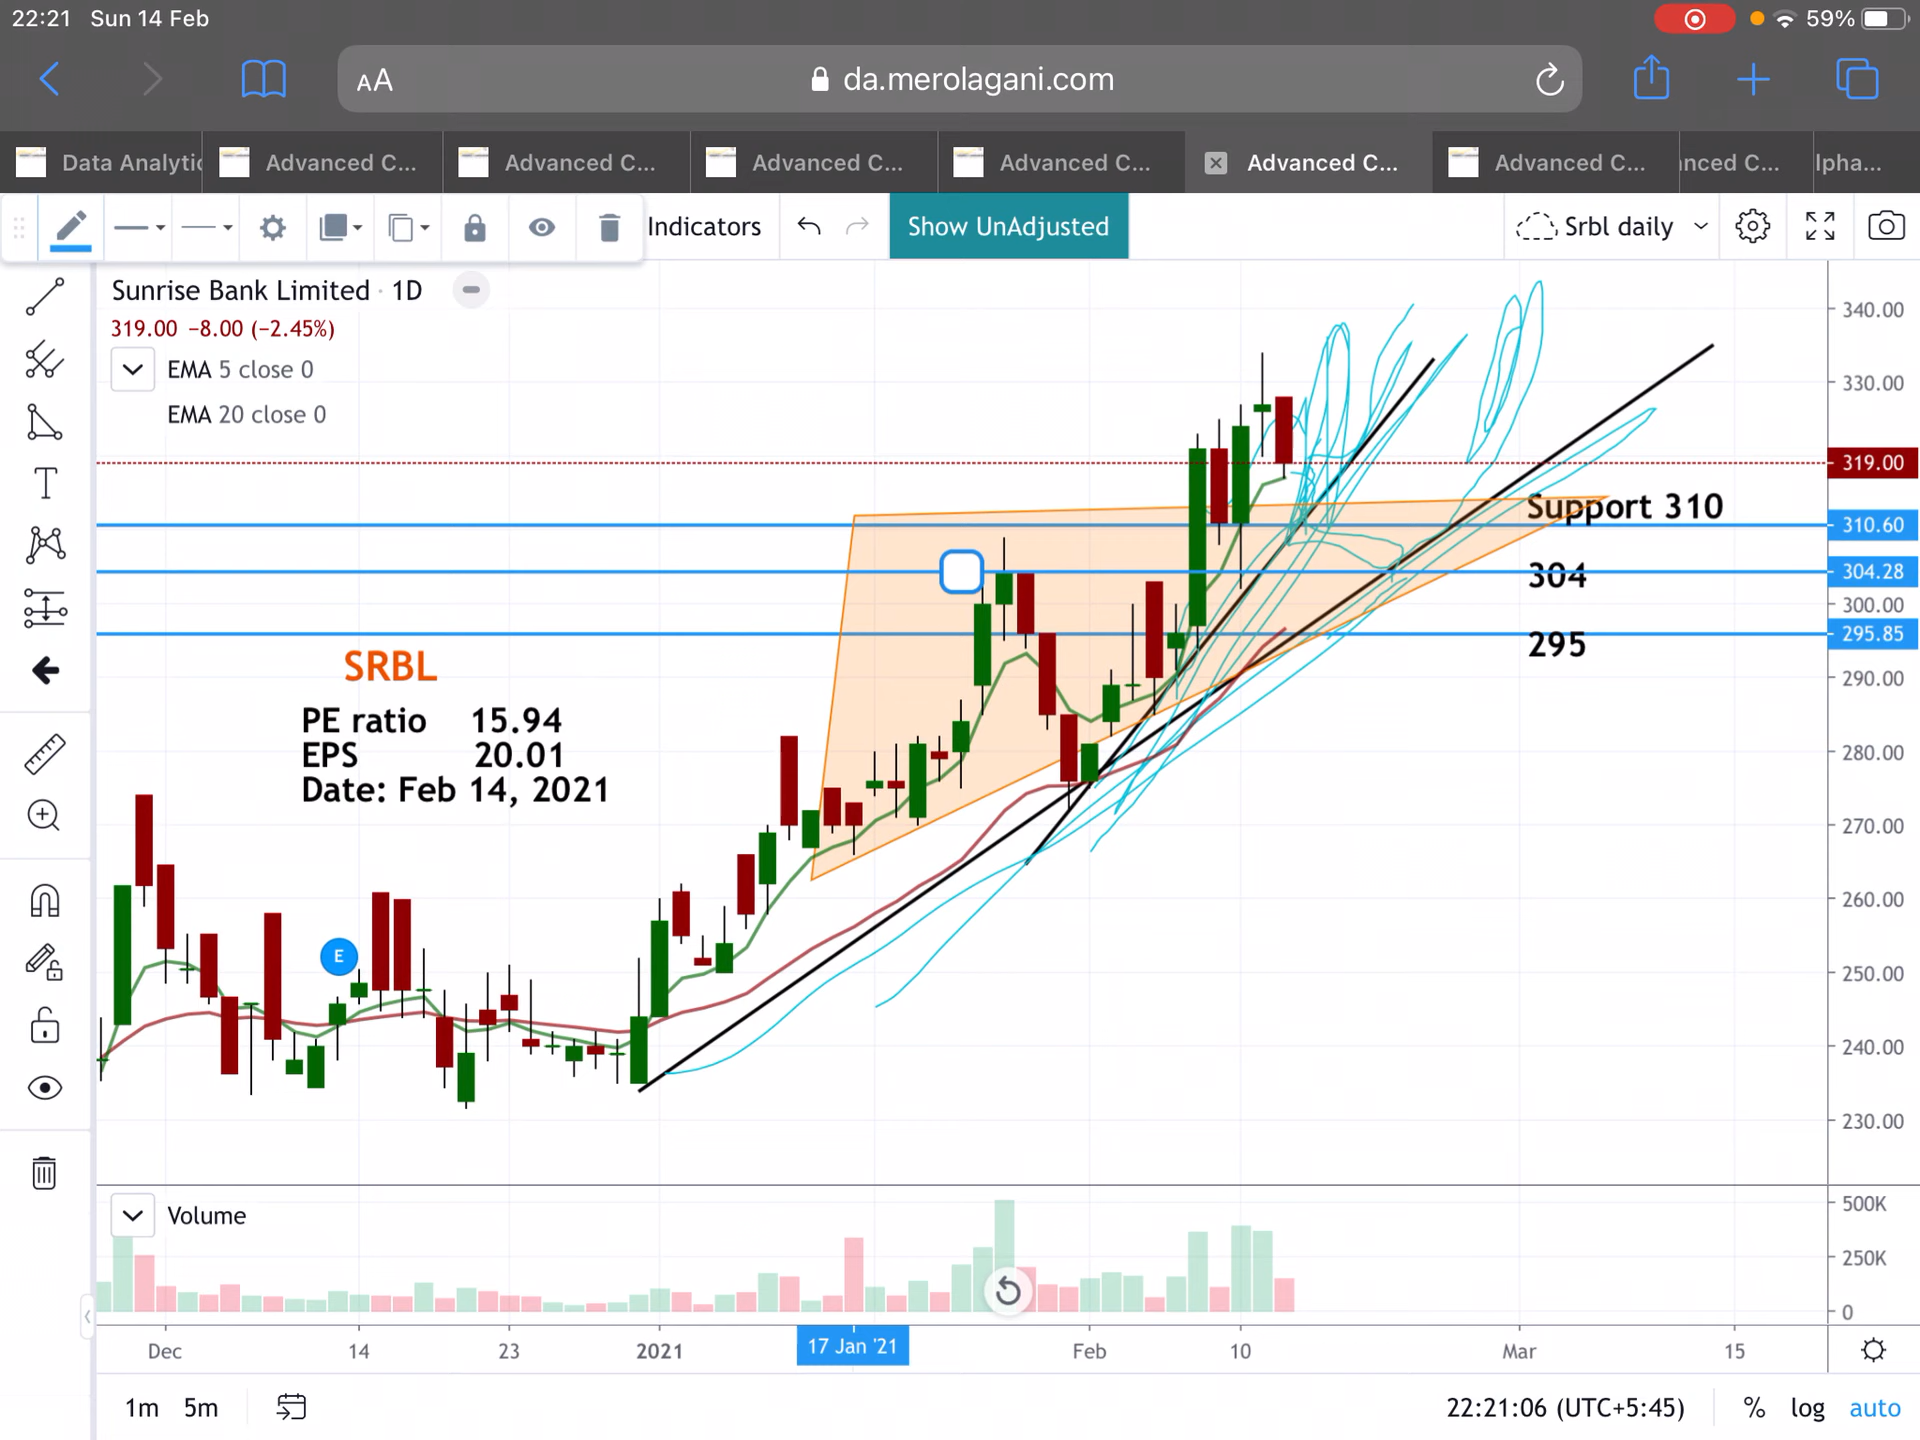 22:21 Sun 14 Feb
59%
AA
da.merolagani.com
Data Analytic
Advanced C...
Advanced C...
Advanced C...
Advanced C...
Advanced C...
Advanced C...
nced C...
lpha...
Indicators
Show UnAdjusted
Srbl daily
Sunrise Bank Limited · 1D
319.00 −8.00 (−2.45%)
EMA 5 close 0
EMA 20 close 0
340.00
330.00
319.00
Support 310
310.60
304
304.28
300.00
295
295.85
SRBL
290.00
PE ratio 15.94
EPS 20.01
Date: Feb 14, 2021
280.00
270.00
260.00
E
250.00
240.00
230.00
Volume
500K
250K
0
Dec 14 23 2021 17 Jan '21 Feb 10 Mar 15
1m 5m
22:21:06 (UTC+5:45)
% log auto